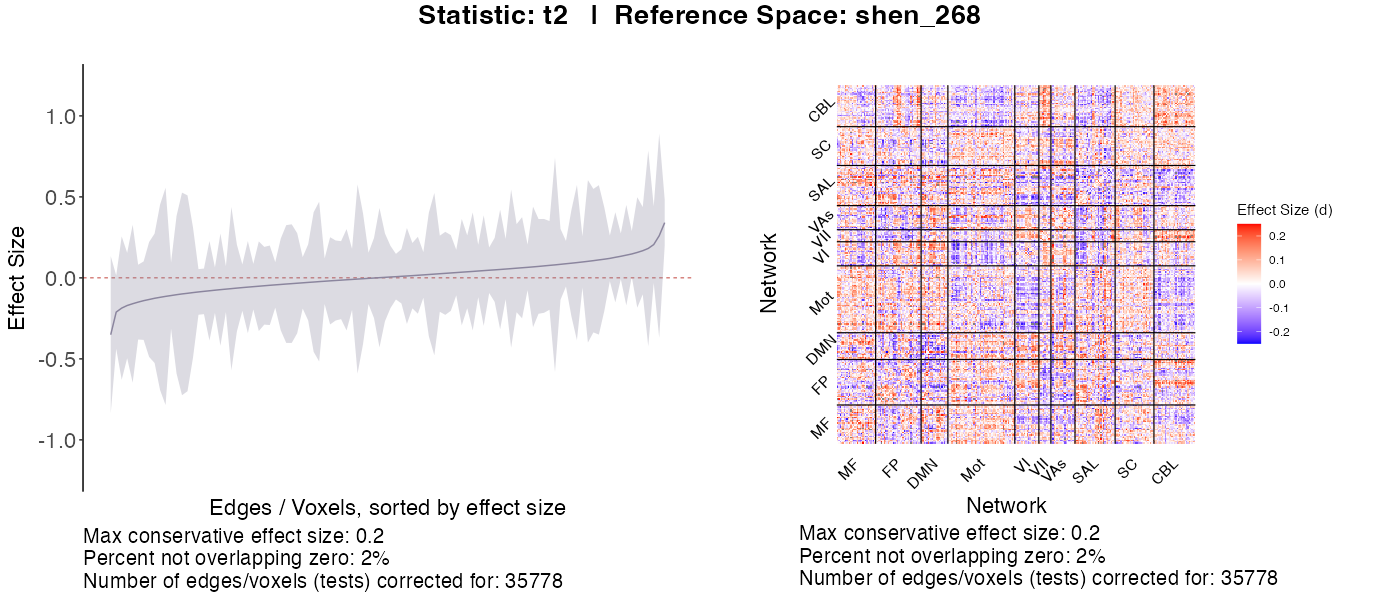 Statistic: t2 | Reference Space: shen_268
Effect Size
1.0
0.5
0.0
-0.5
-1.0
Edges / Voxels, sorted by effect size
Max conservative effect size: 0.2
Percent not overlapping zero: 2%
Number of edges/voxels (tests) corrected for: 35778
Network
CBL
SC
SAL
VAs
VII
VI
Mot
DMN
FP
MF
MF
FP
DMN
Mot
VI
VII
VAs
SAL
SC
CBL
Network
Effect Size (d)
0.2
0.1
0.0
-0.1
-0.2
Max conservative effect size: 0.2
Percent not overlapping zero: 2%
Number of edges/voxels (tests) corrected for: 35778